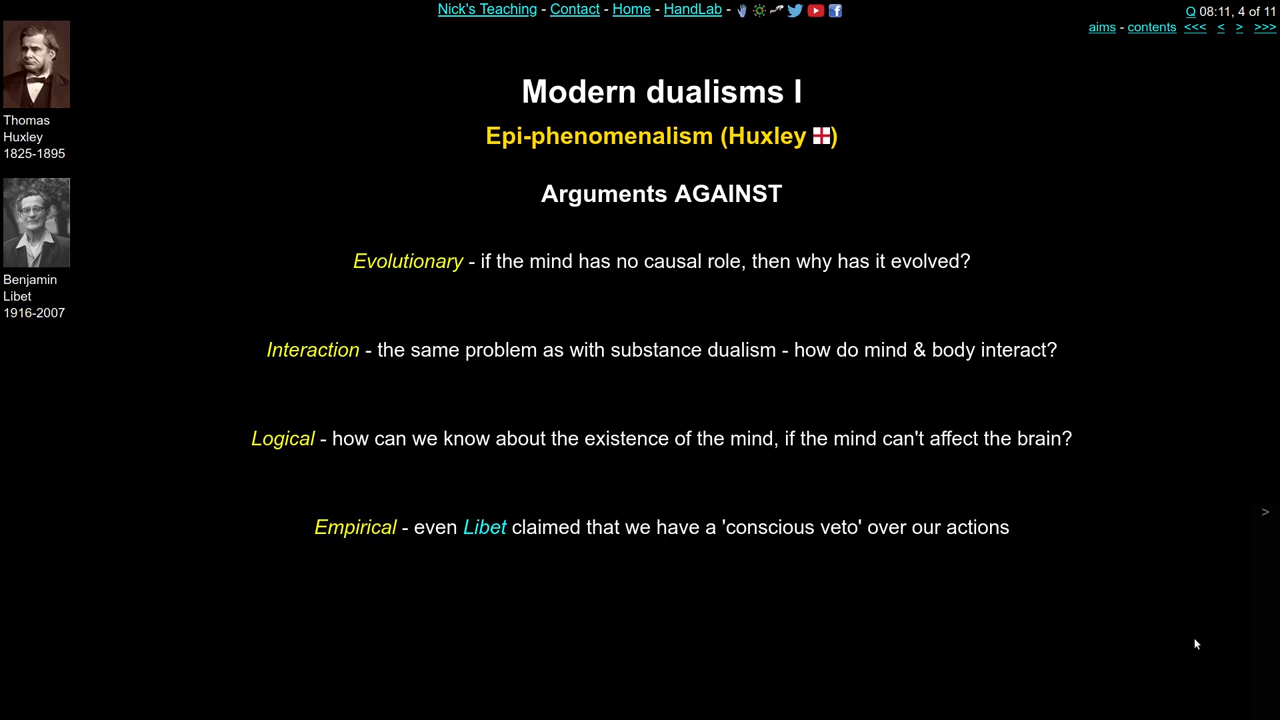 Nick's Teaching - Contact - Home - HandLab -
Q 08:11, 4 of 11
aims - contents <<< < > >>>
Thomas
Huxley
1825-1895
Benjamin
Libet
1916-2007
Modern dualisms I
Epi-phenomenalism (Huxley )
Arguments AGAINST
Evolutionary - if the mind has no causal role, then why has it evolved?
Interaction - the same problem as with substance dualism - how do mind & body interact?
Logical - how can we know about the existence of the mind, if the mind can't affect the brain?
Empirical - even Libet claimed that we have a 'conscious veto' over our actions
>